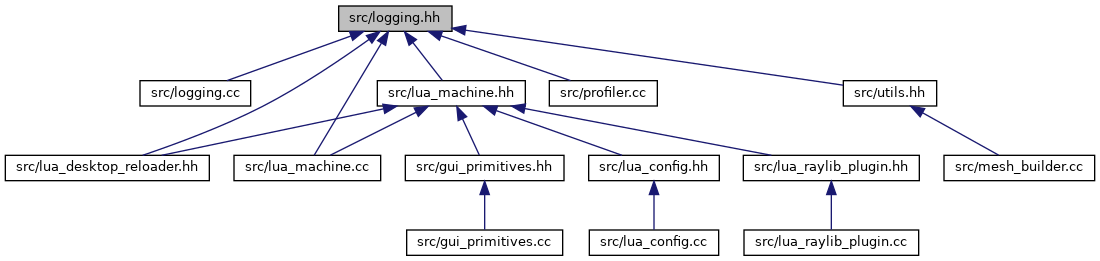 src/logging.hh
src/logging.cc
src/lua_machine.hh
src/profiler.cc
src/utils.hh
src/lua_desktop_reloader.hh
src/lua_machine.cc
src/gui_primitives.hh
src/lua_config.hh
src/lua_raylib_plugin.hh
src/mesh_builder.cc
src/gui_primitives.cc
src/lua_config.cc
src/lua_raylib_plugin.cc